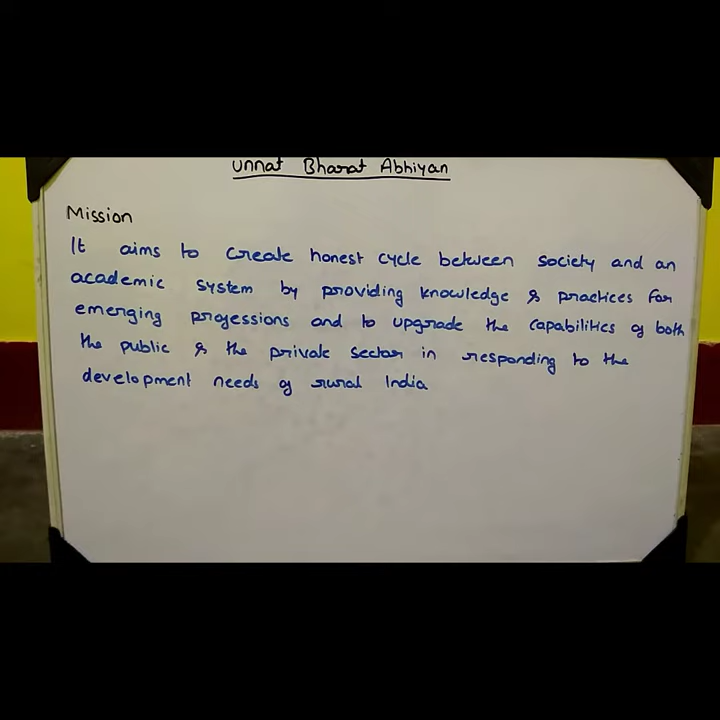 Unnat Bharat Abhiyan
Mission
It aims to create honest cycle between society and an
academic system by providing knowledge & practices for
emerging professions and to upgrade the capabilities of both
the public & the private sector in responding to the
development needs of rural India